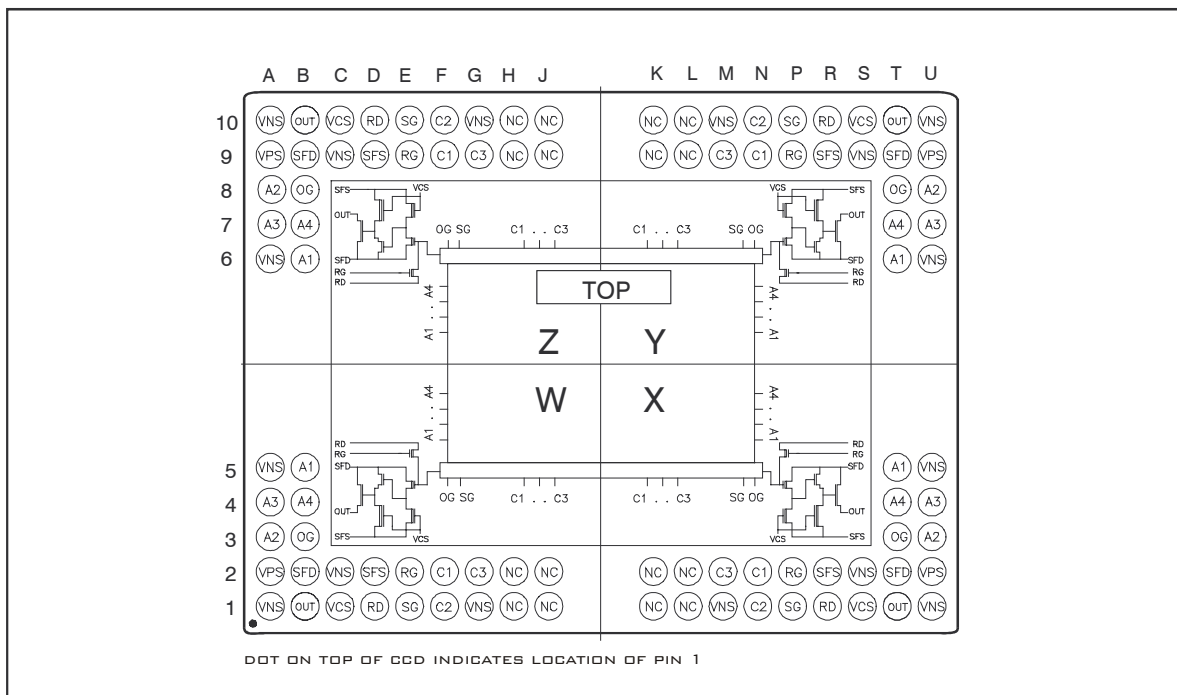 A B C D E F G H J K L M N P R S T U
10 VNS OUT VCS RD SG C2 VNS NC NC NC NC VNS C2 SG RD VCS OUT VNS
9 VPS SFD VNS SFS RG C1 C3 NC NC NC NC C3 C1 RG SFS VNS SFD VPS
8 A2 OG SFS VCS VCS SFS OG A2
7 A3 A4 OUT OG SG C1 . . C3 C1 . . C3 SG OG OUT A4 A3
6 VNS A1 SFD SFD A1 VNS
RG RG
RD RD
TOP
A4 . . A1 A4 . . A1
Z Y
W X
A4 . . A1 A4 . . A1
RD RD
RG RG
5 VNS A1 SFD SFD A1 VNS
4 A3 A4 OUT OG SG C1 . . C3 C1 . . C3 SG OG OUT A4 A3
3 A2 OG SFS VCS VCS SFS OG A2
2 VPS SFD VNS SFS RG C1 C3 NC NC NC NC C3 C1 RG SFS VNS SFD VPS
1 VNS OUT VCS RD SG C2 VNS NC NC NC NC VNS C2 SG RD VCS OUT VNS
DOT ON TOP OF CCD INDICATES LOCATION OF PIN 1